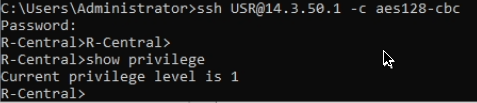 C:\Users\Administrator>ssh USR@14.3.50.1 -c aes128-cbc
Password:
R-Central>R-Central>
R-Central>show privilege
Current privilege level is 1
R-Central>